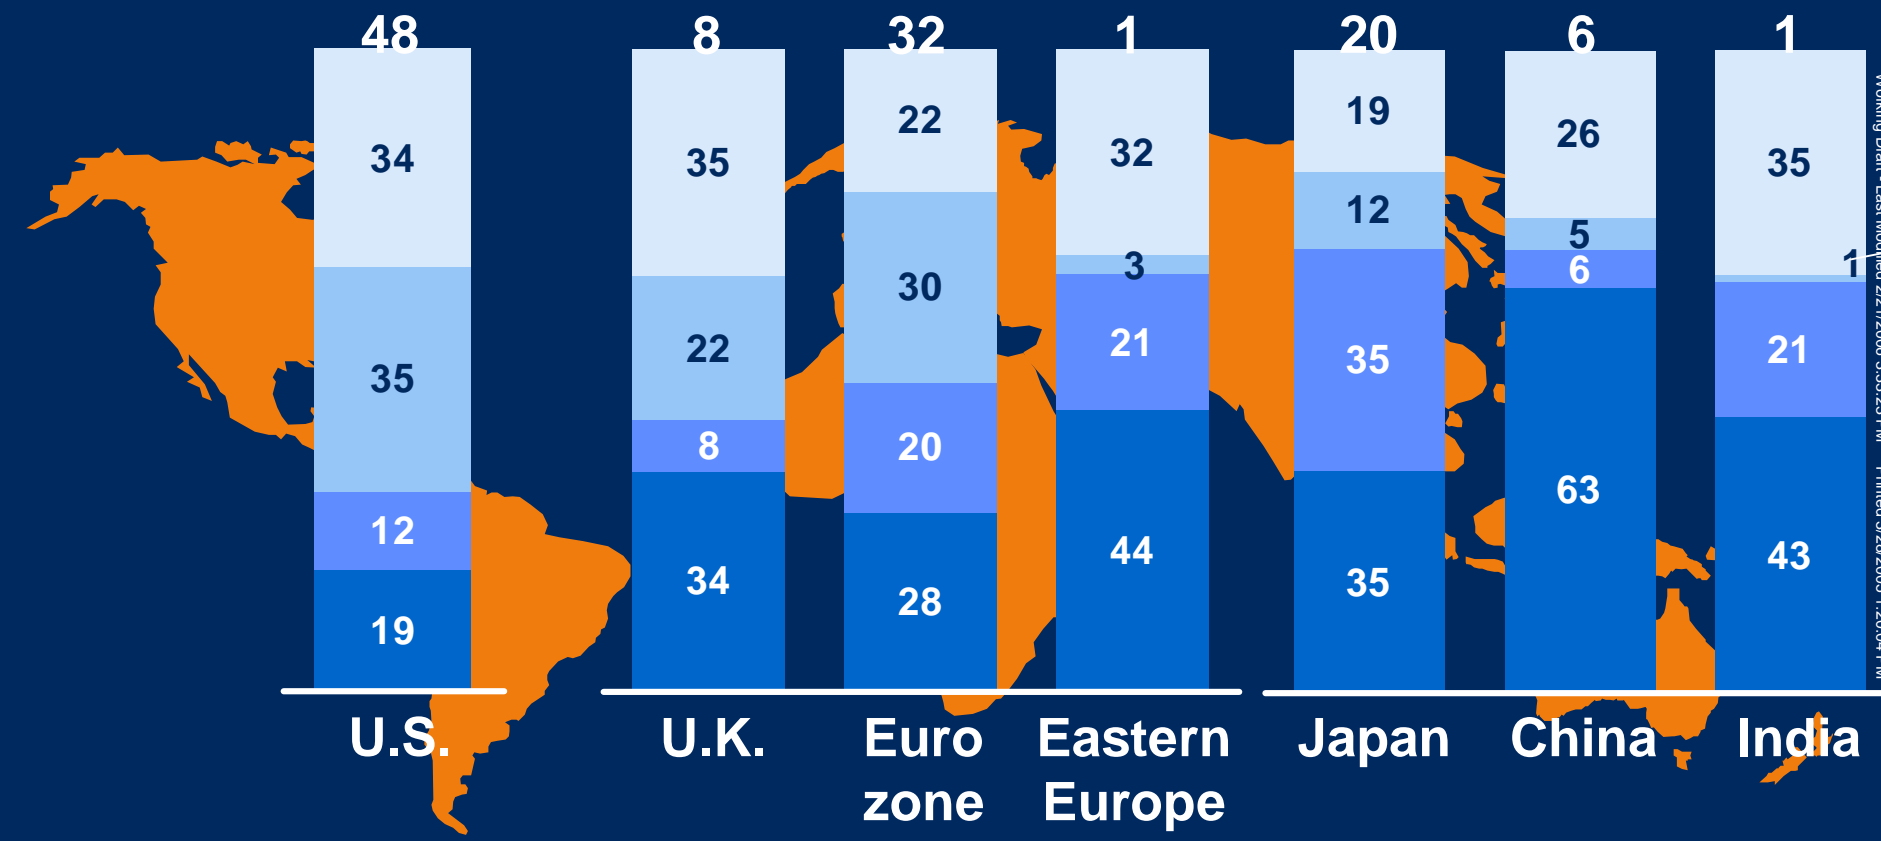 48 8 32 1 20 6 1
34 35 22 32 19 26 35
35 22 30 3 12 5 1
12 8 20 21 35 6 21
19 34 28 44 35 63 43
U.S. U.K. Euro Eastern Japan China India
zone Europe